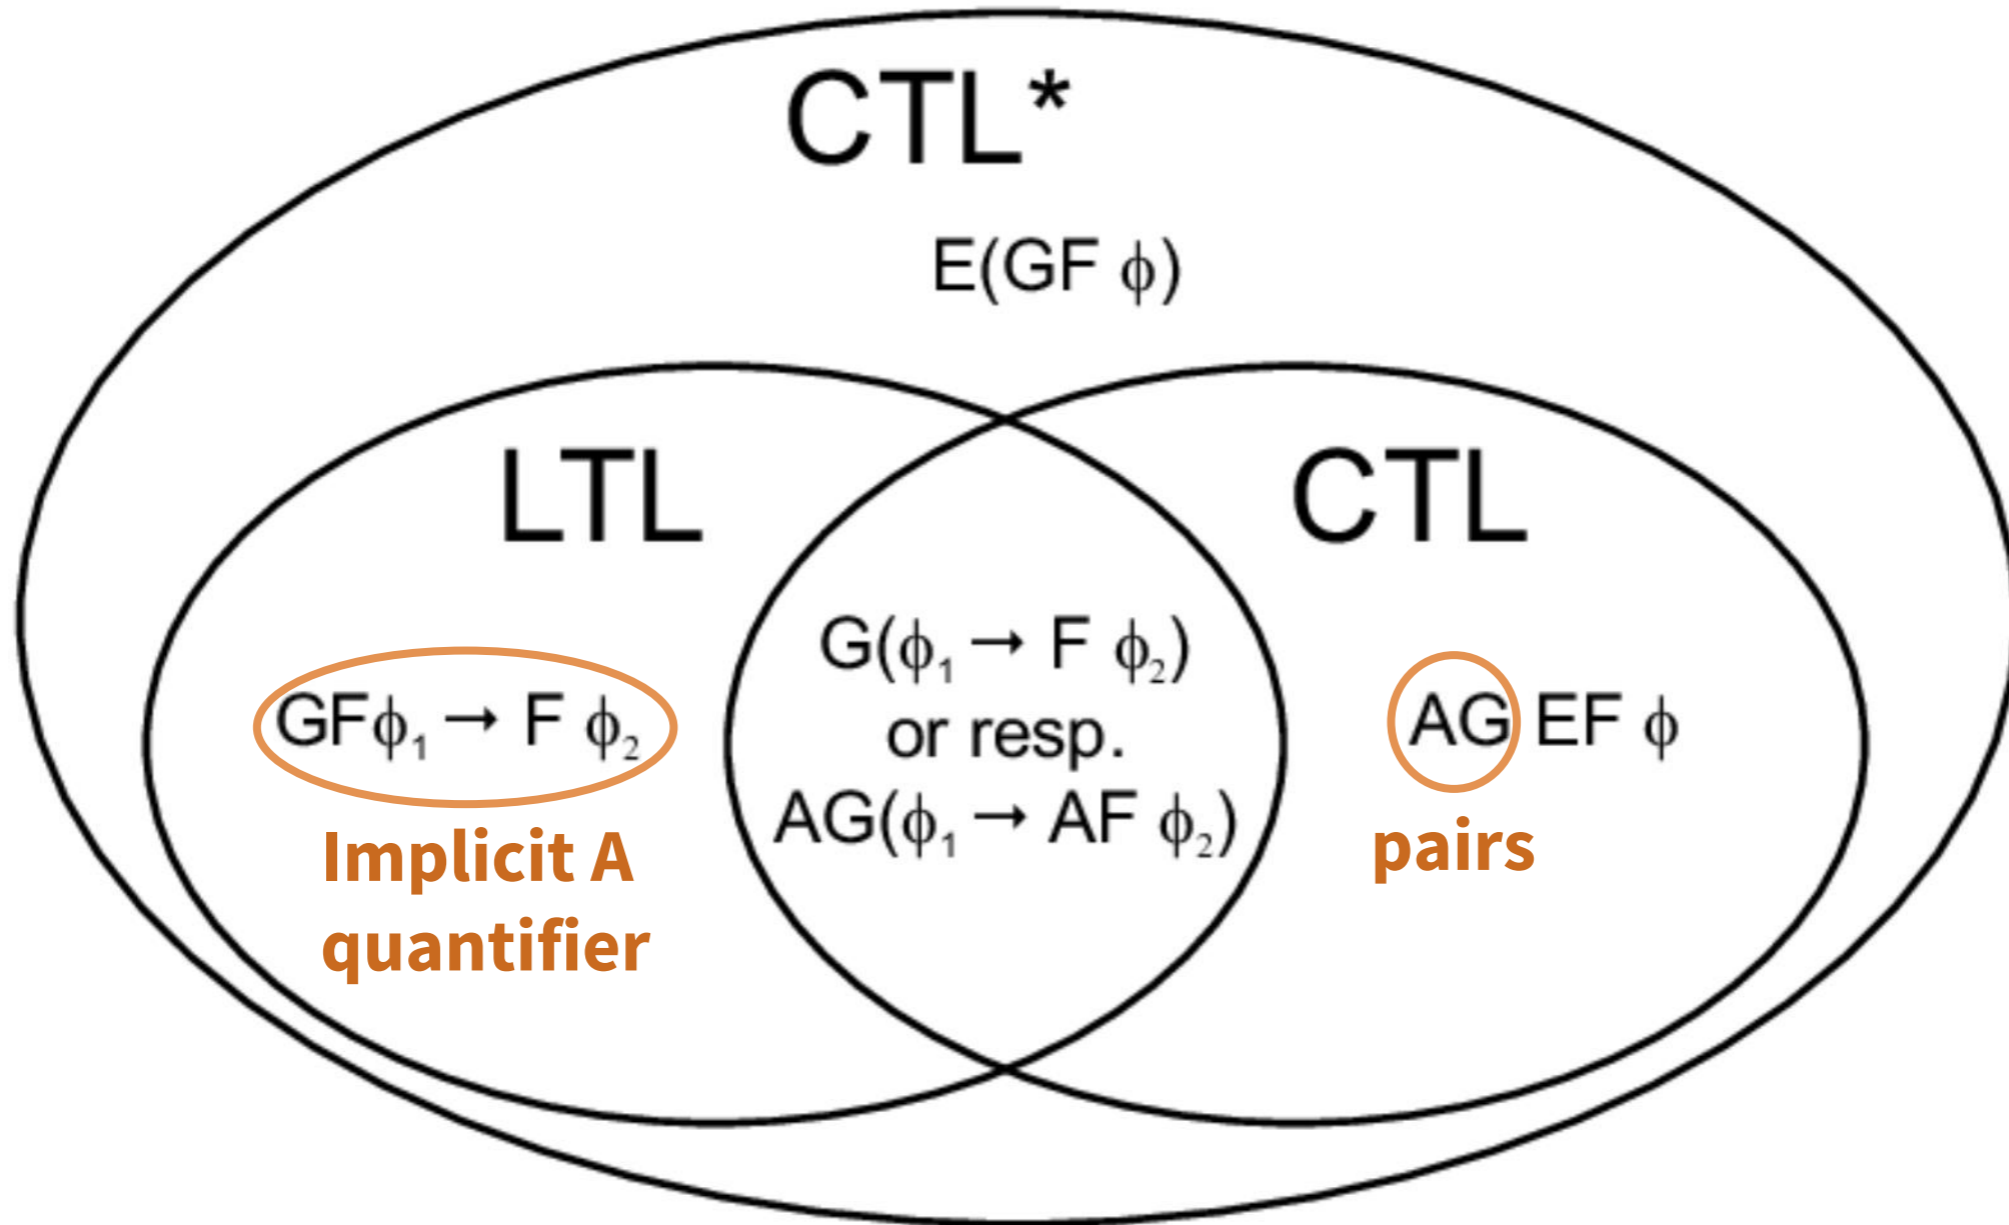 CTL*
E(GF ϕ)
LTL
CTL
GFϕ₁ → F ϕ₂
G(ϕ₁ → F ϕ₂)
or resp.
AG(ϕ₁ → AF ϕ₂)
AG EF ϕ
Implicit A
quantifier
pairs